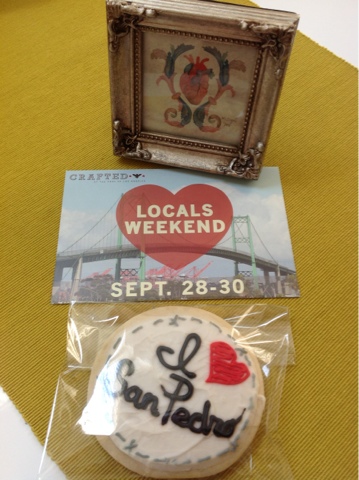 CRAFTED
LOCALS
WEEKEND
SEPT. 28-30
I
San Pedro